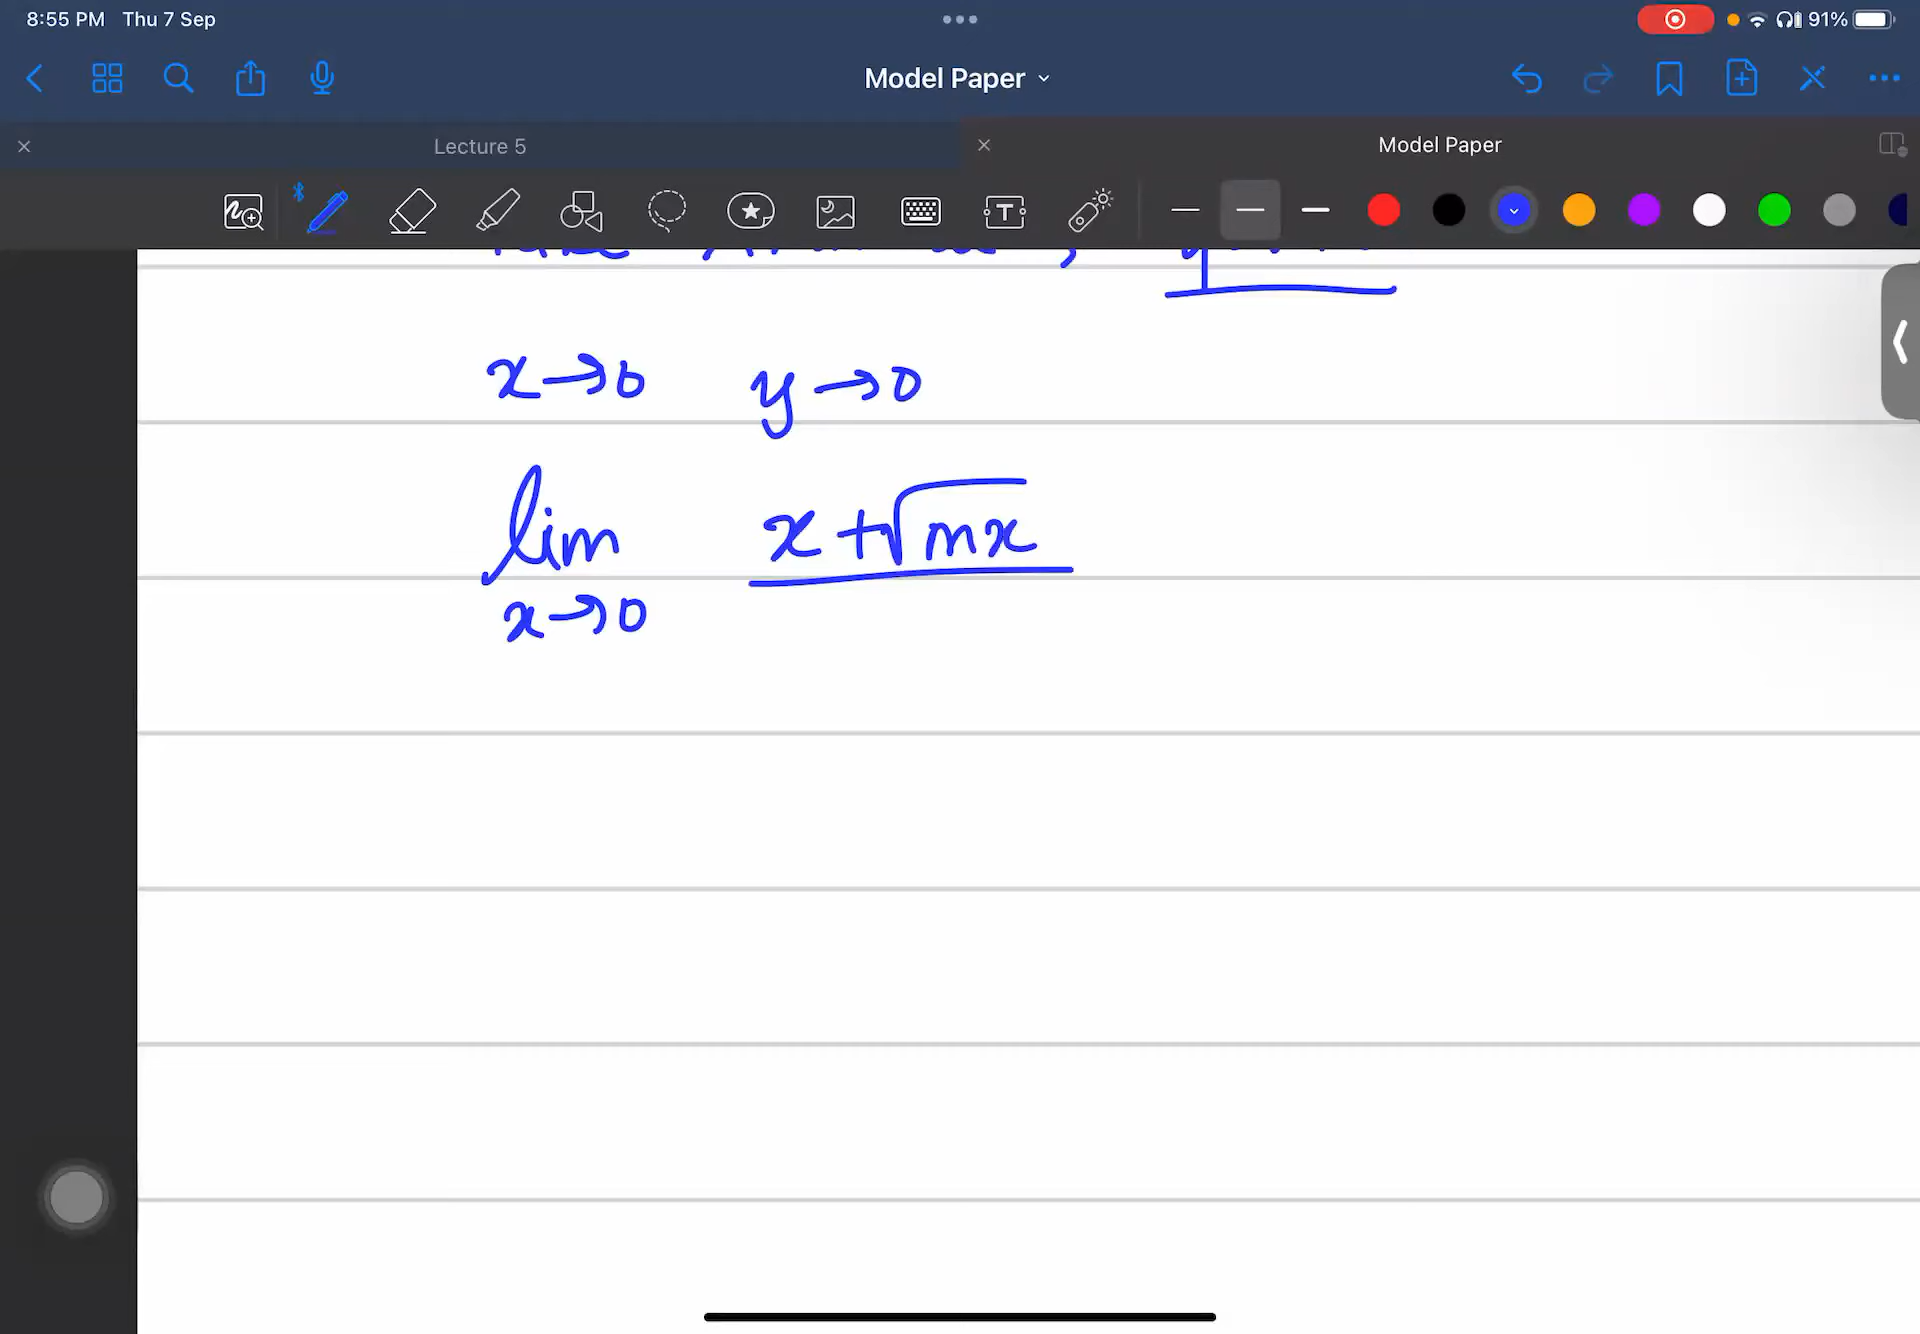 8:55 PM Thu 7 Sep
91%
Model Paper
Lecture 5
Model Paper
x→0 y→0
lim x+√mx
x→0